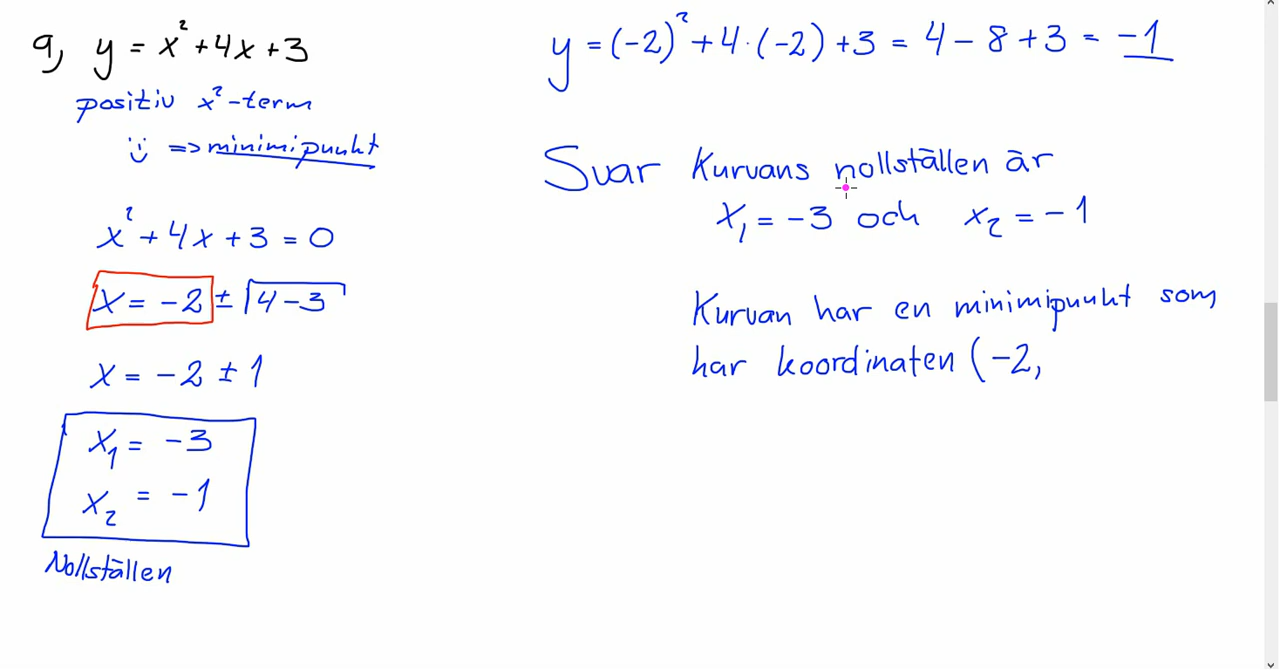 a, y = x² + 4x + 3
positiv x²-term
⇒ minimipunkt
x² + 4x + 3 = 0
x = -2 ± √4-3
x = -2 ± 1
x₁ = -3
x₂ = -1
Nollställen
y = (-2)² + 4·(-2) + 3 = 4 - 8 + 3 = -1
Svar Kurvans nollställen är
x₁ = -3 och x₂ = -1
Kurvan har en minimipunkt som
har koordinaten (-2,